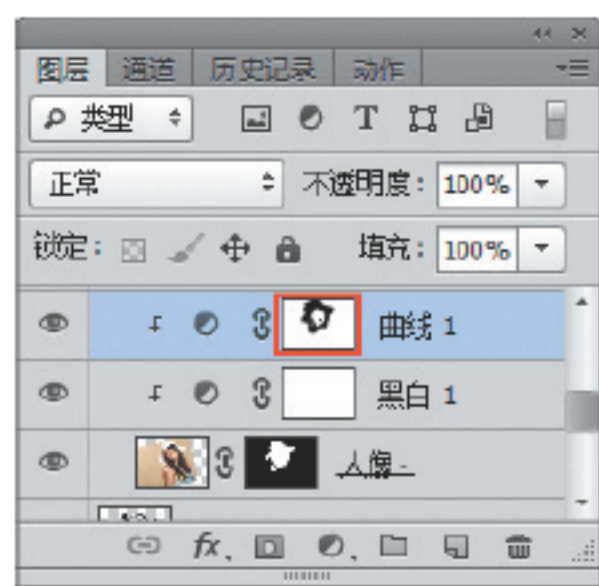 图层 通道 历史记录 动作
类型 T
正常 不透明度: 100%
锁定: 填充: 100%
曲线 1
黑白 1
人像
fx.